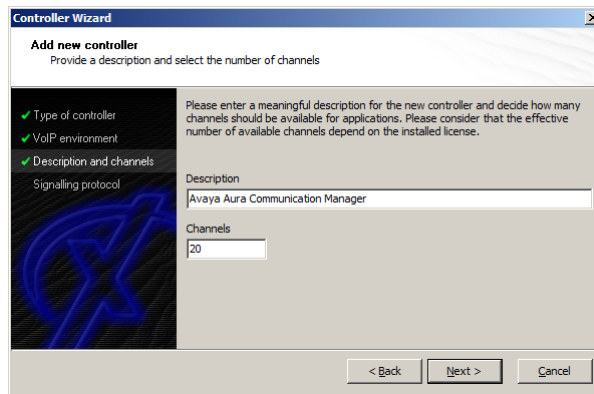 Controller Wizard
Add new controller
Provide a description and select the number of channels
Type of controller
VoIP environment
Description and channels
Signalling protocol
Please enter a meaningful description for the new controller and decide how many
channels should be available for applications. Please consider that the effective
number of available channels depend on the installed license.
Description
Avaya Aura Communication Manager
Channels
20
< Back
Next >
Cancel